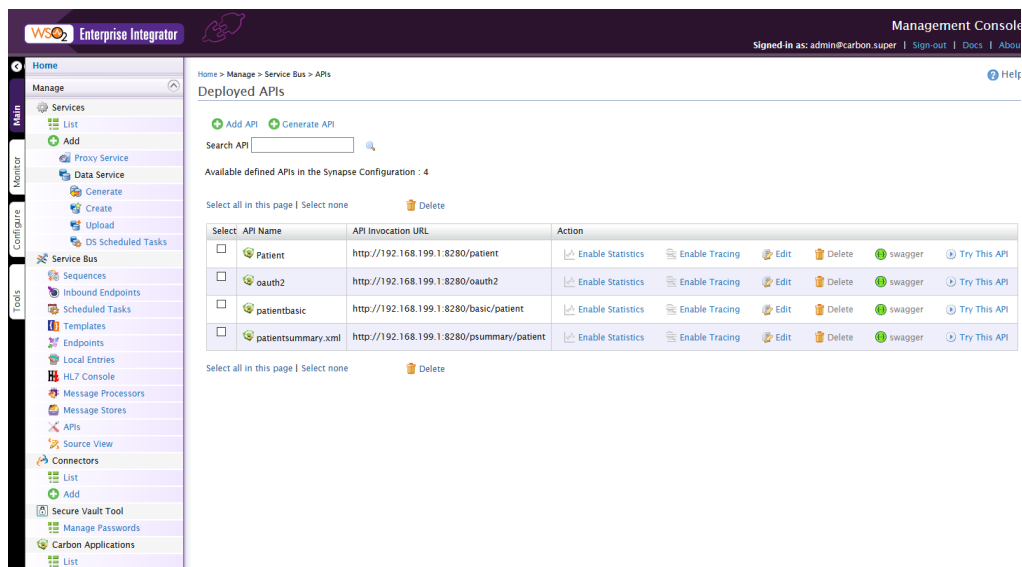 WSO2 Enterprise Integrator
Management Console
Signed-in as: admin@carbon.super | Sign-out | Docs | Abou
Main
Monitor
Configure
Tools
Home
Manage
Services
List
Add
Proxy Service
Data Service
Generate
Create
Upload
DS Scheduled Tasks
Service Bus
Sequences
Inbound Endpoints
Scheduled Tasks
Templates
Endpoints
Local Entries
HL7 Console
Message Processors
Message Stores
APIs
Source View
Connectors
List
Add
Secure Vault Tool
Manage Passwords
Carbon Applications
List
Home > Manage > Service Bus > APIs
Help
Deployed APIs
Add API Generate API
Search API
Available defined APIs in the Synapse Configuration : 4
Select all in this page | Select none Delete
Select API Name API Invocation URL Action
Patient http://192.168.199.1:8280/patient Enable Statistics Enable Tracing Edit Delete swagger Try This API
oauth2 http://192.168.199.1:8280/oauth2 Enable Statistics Enable Tracing Edit Delete swagger Try This API
patientbasic http://192.168.199.1:8280/basic/patient Enable Statistics Enable Tracing Edit Delete swagger Try This API
patientsummary.xml http://192.168.199.1:8280/psummary/patient Enable Statistics Enable Tracing Edit Delete swagger Try This API
Select all in this page | Select none Delete